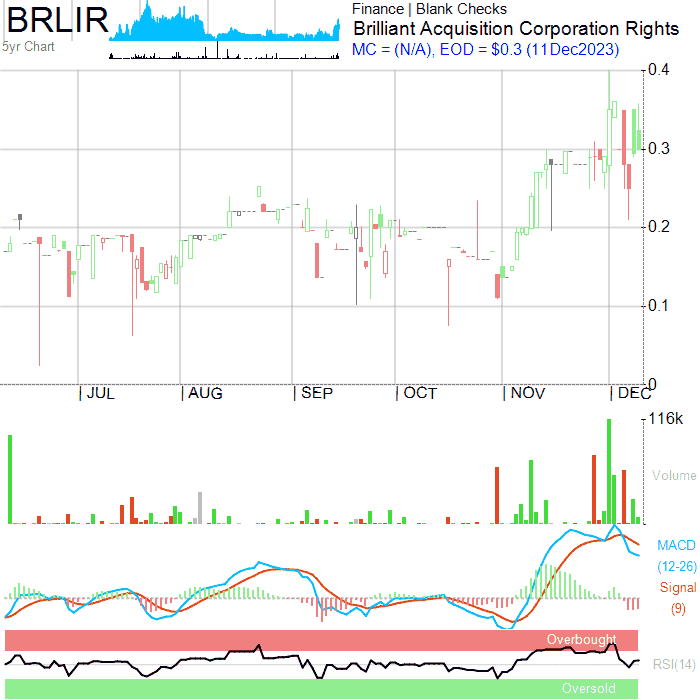 BRLIR
5yr Chart
Finance | Blank Checks
Brilliant Acquisition Corporation Rights
MC = (N/A), EOD = $0.3 (11Dec2023)
0.4
0.3
0.2
0.1
0
JUL AUG SEP OCT NOV DEC
116k
Volume
MACD
(12-26)
Signal
(9)
Overbought
RSI(14)
Oversold